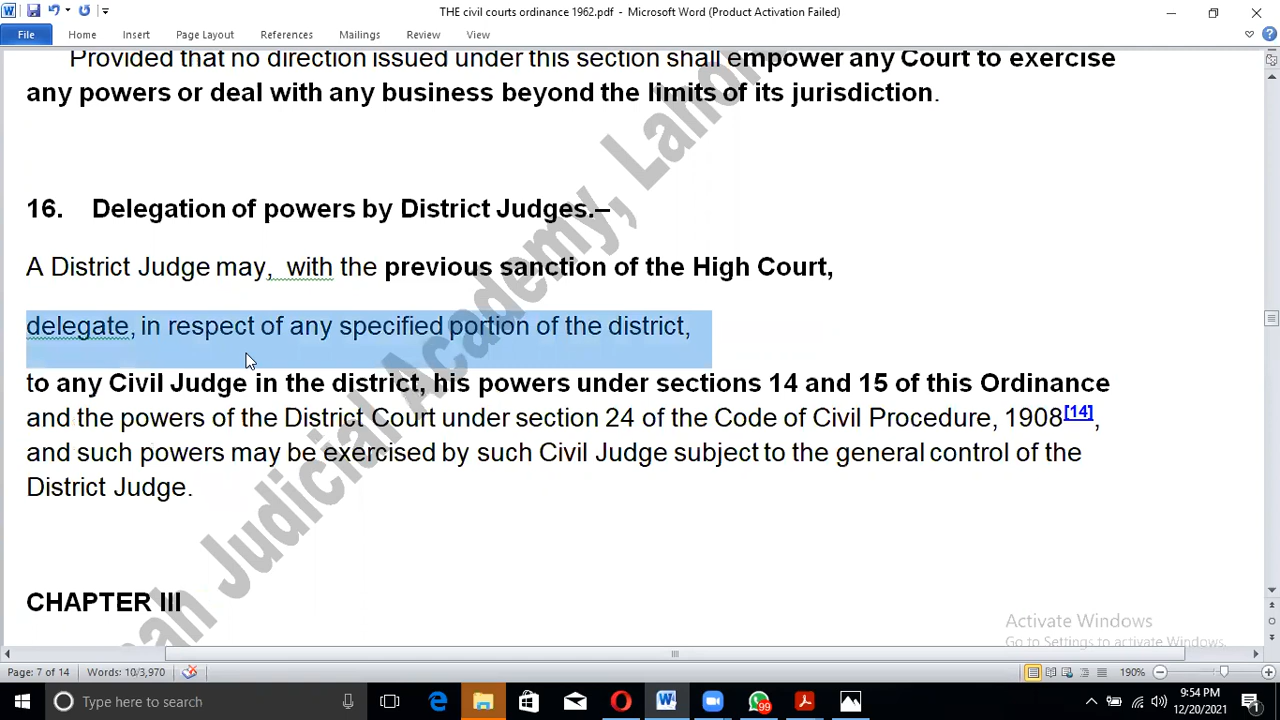 THE civil courts ordinance 1962.pdf - Microsoft Word (Product Activation Failed)
File Home Insert Page Layout References Mailings Review View
Provided that no direction issued under this section shall empower any Court to exercise
any powers or deal with any business beyond the limits of its jurisdiction.
16. Delegation of powers by District Judges.–
A District Judge may, with the previous sanction of the High Court,
delegate, in respect of any specified portion of the district,
to any Civil Judge in the district, his powers under sections 14 and 15 of this Ordinance
and the powers of the District Court under section 24 of the Code of Civil Procedure, 1908[14],
and such powers may be exercised by such Civil Judge subject to the general control of the
District Judge.
CHAPTER III
Judicial Academy, Lahor
Activate Windows
Go to Settings to activate Windows.
Page: 7 of 14 Words: 10/3,970 190%
Type here to search
99
9:54 PM
12/20/2021
1